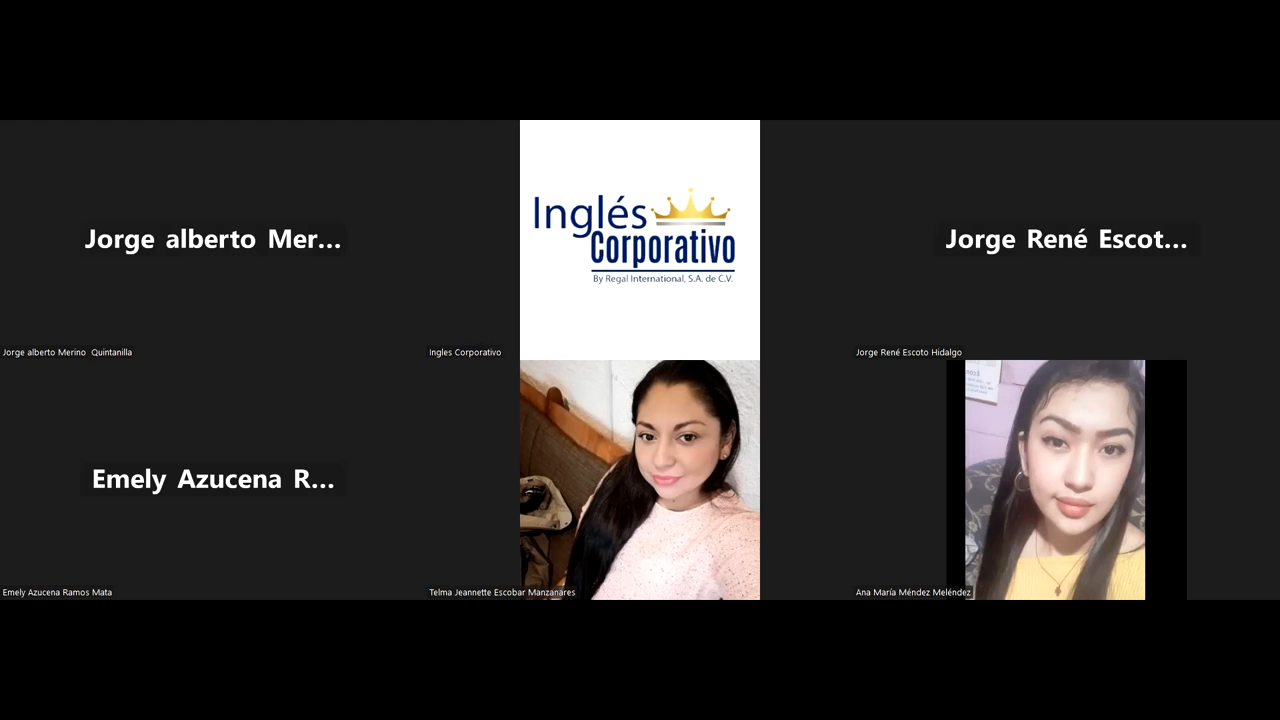 Jorge alberto Mer...
Inglés
Corporativo
By Regal International, S.A. de C.V.
Jorge René Escot...
Jorge alberto Merino  Quintanilla
Ingles Corporativo
Jorge René Escoto Hidalgo
Emely Azucena R...
Emely Azucena Ramos Mata
Telma Jeannette Escobar Manzanares
Ana María Méndez Meléndez